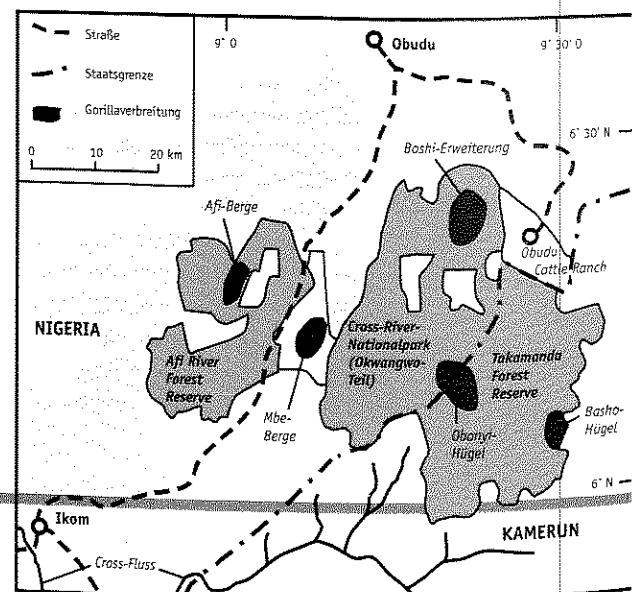 Straße
Staatsgrenze
Gorillaverbreitung
0 10 20 km
9° 0
9° 30' 0
Obudu
6° 30' N
Boshi-Erweiterung
Afi-Berge
Obudu
Cattle Ranch
NIGERIA
Cross-River-
Nationalpark
(Okwangwo-
Teil)
Takamanda
Forest
Reserve
Afi River
Forest
Reserve
Mbe-
Berge
Obonyi-
Hügel
Basho-
Hügel
6° N
Ikom
KAMERUN
Cross-Fluss